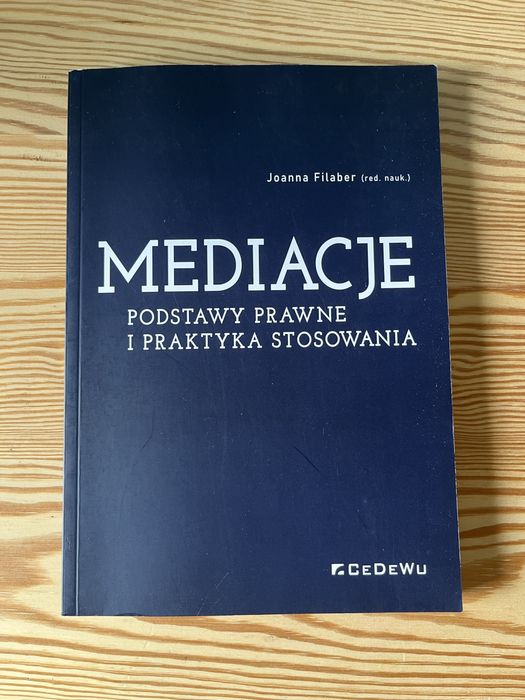 Joanna Filaber (red. nauk.)
MEDIACJE
PODSTAWY PRAWNE
I PRAKTYKA STOSOWANIA
CEDEWU